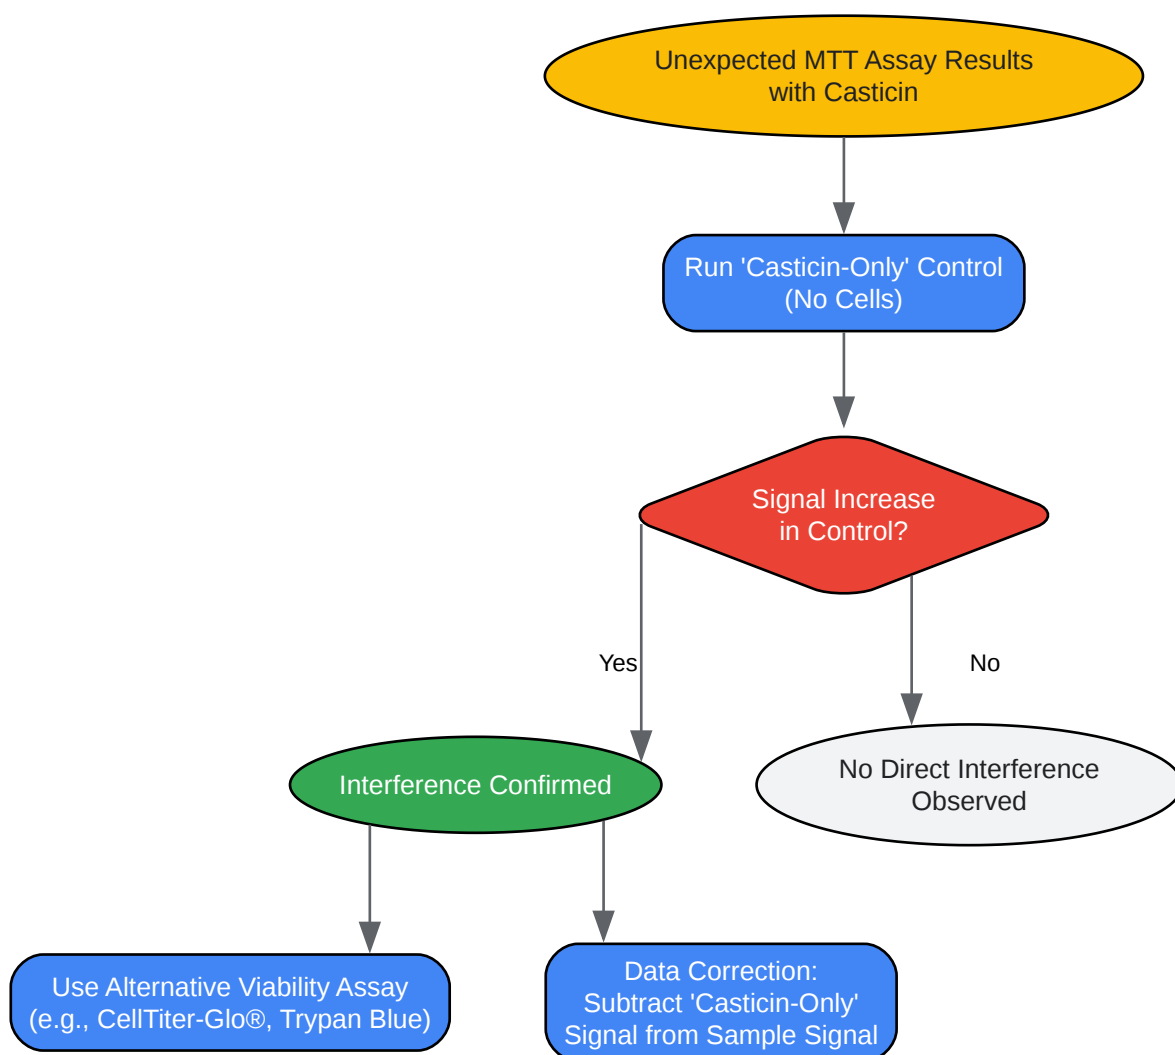 Unexpected MTT Assay Results
with Casticin
Run 'Casticin-Only' Control
(No Cells)
Signal Increase
in Control?
Yes
No
Interference Confirmed
No Direct Interference
Observed
Use Alternative Viability Assay
(e.g., CellTiter-Glo®, Trypan Blue)
Data Correction:
Subtract 'Casticin-Only'
Signal from Sample Signal